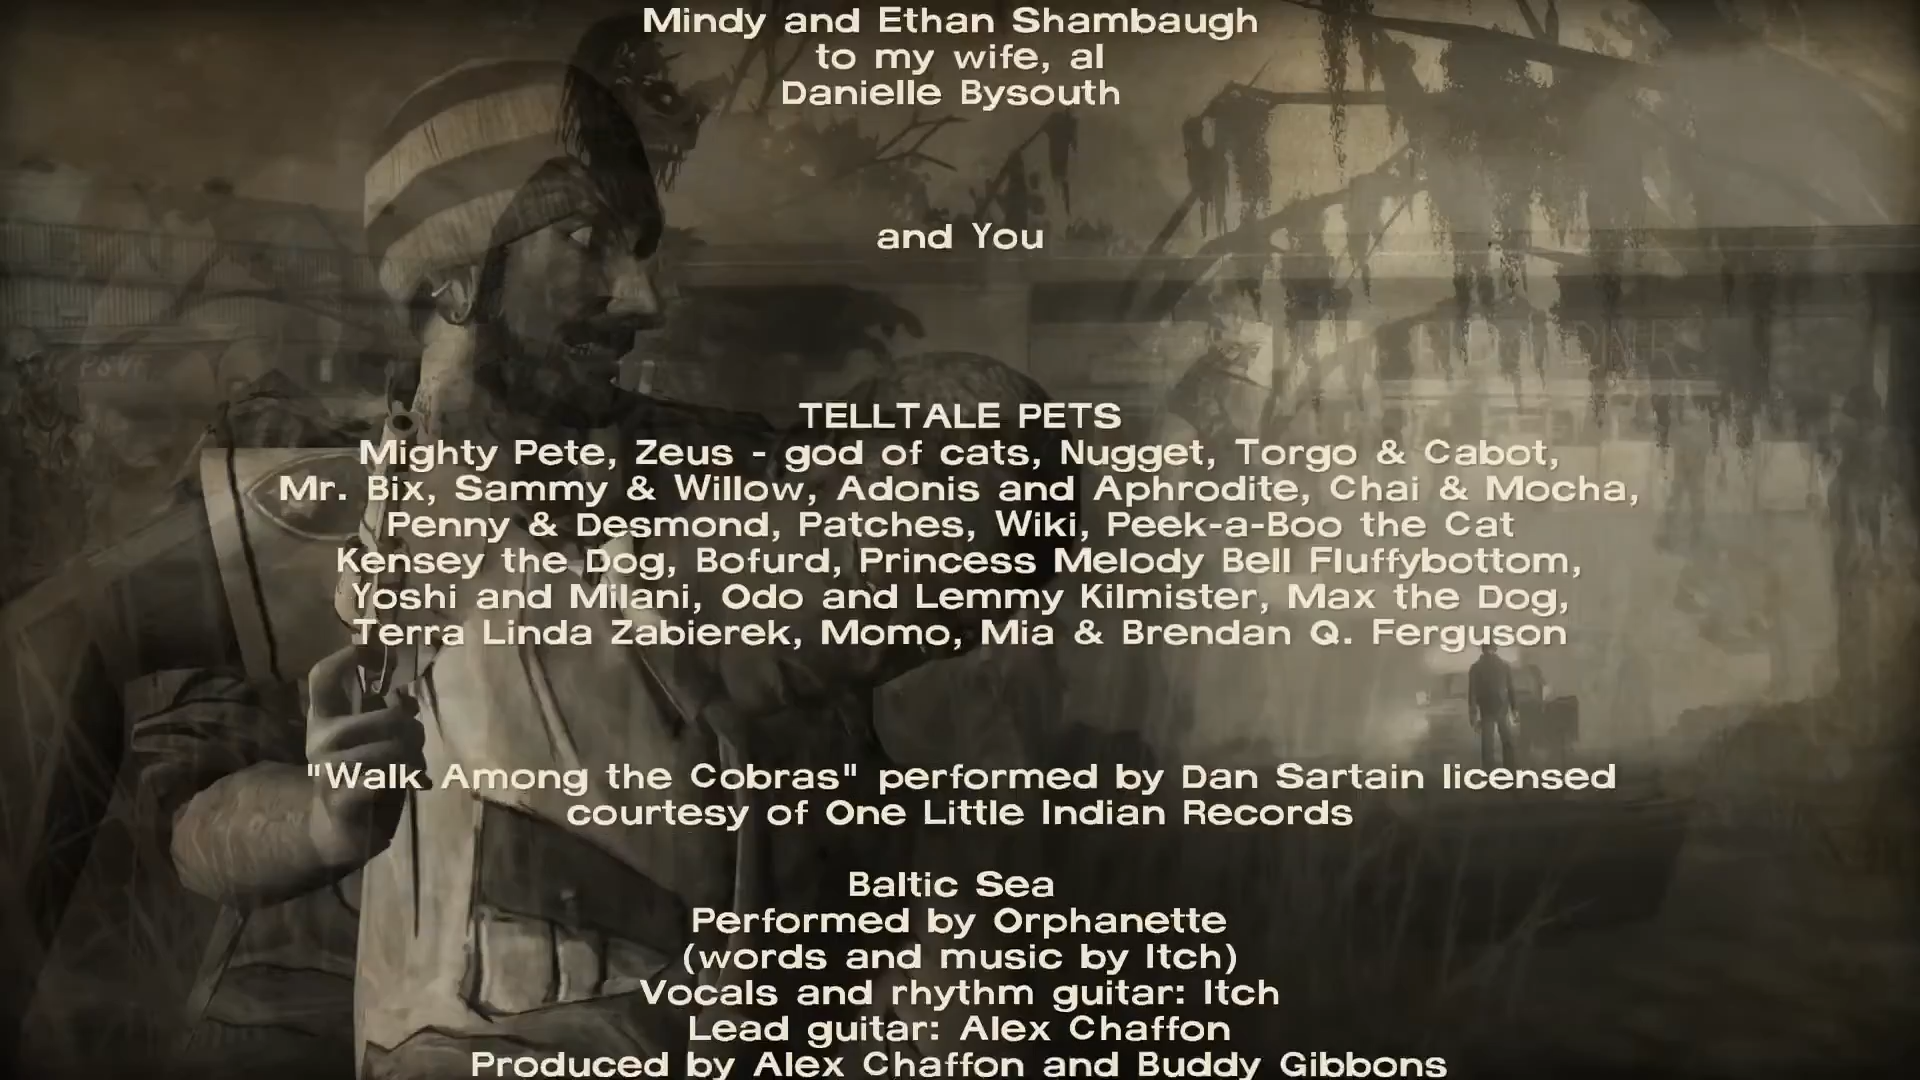 Mindy and Ethan Shambaugh
to my wife, al
Danielle Bysouth
and You
TELLTALE PETS
Mighty Pete, Zeus - god of cats, Nugget, Torgo & Cabot,
Mr. Bix, Sammy & Willow, Adonis and Aphrodite, Chai & Mocha,
Penny & Desmond, Patches, Wiki, Peek-a-Boo the Cat
Kensey the Dog, Bofurd, Princess Melody Bell Fluffybottom,
Yoshi and Milani, Odo and Lemmy Kilmister, Max the Dog,
Terra Linda Zabierek, Momo, Mia & Brendan Q. Ferguson
"Walk Among the Cobras" performed by Dan Sartain licensed
courtesy of One Little Indian Records
Baltic Sea
Performed by Orphanette
(words and music by Itch)
Vocals and rhythm guitar: Itch
Lead guitar: Alex Chaffon
Produced by Alex Chaffon and Buddy Gibbons